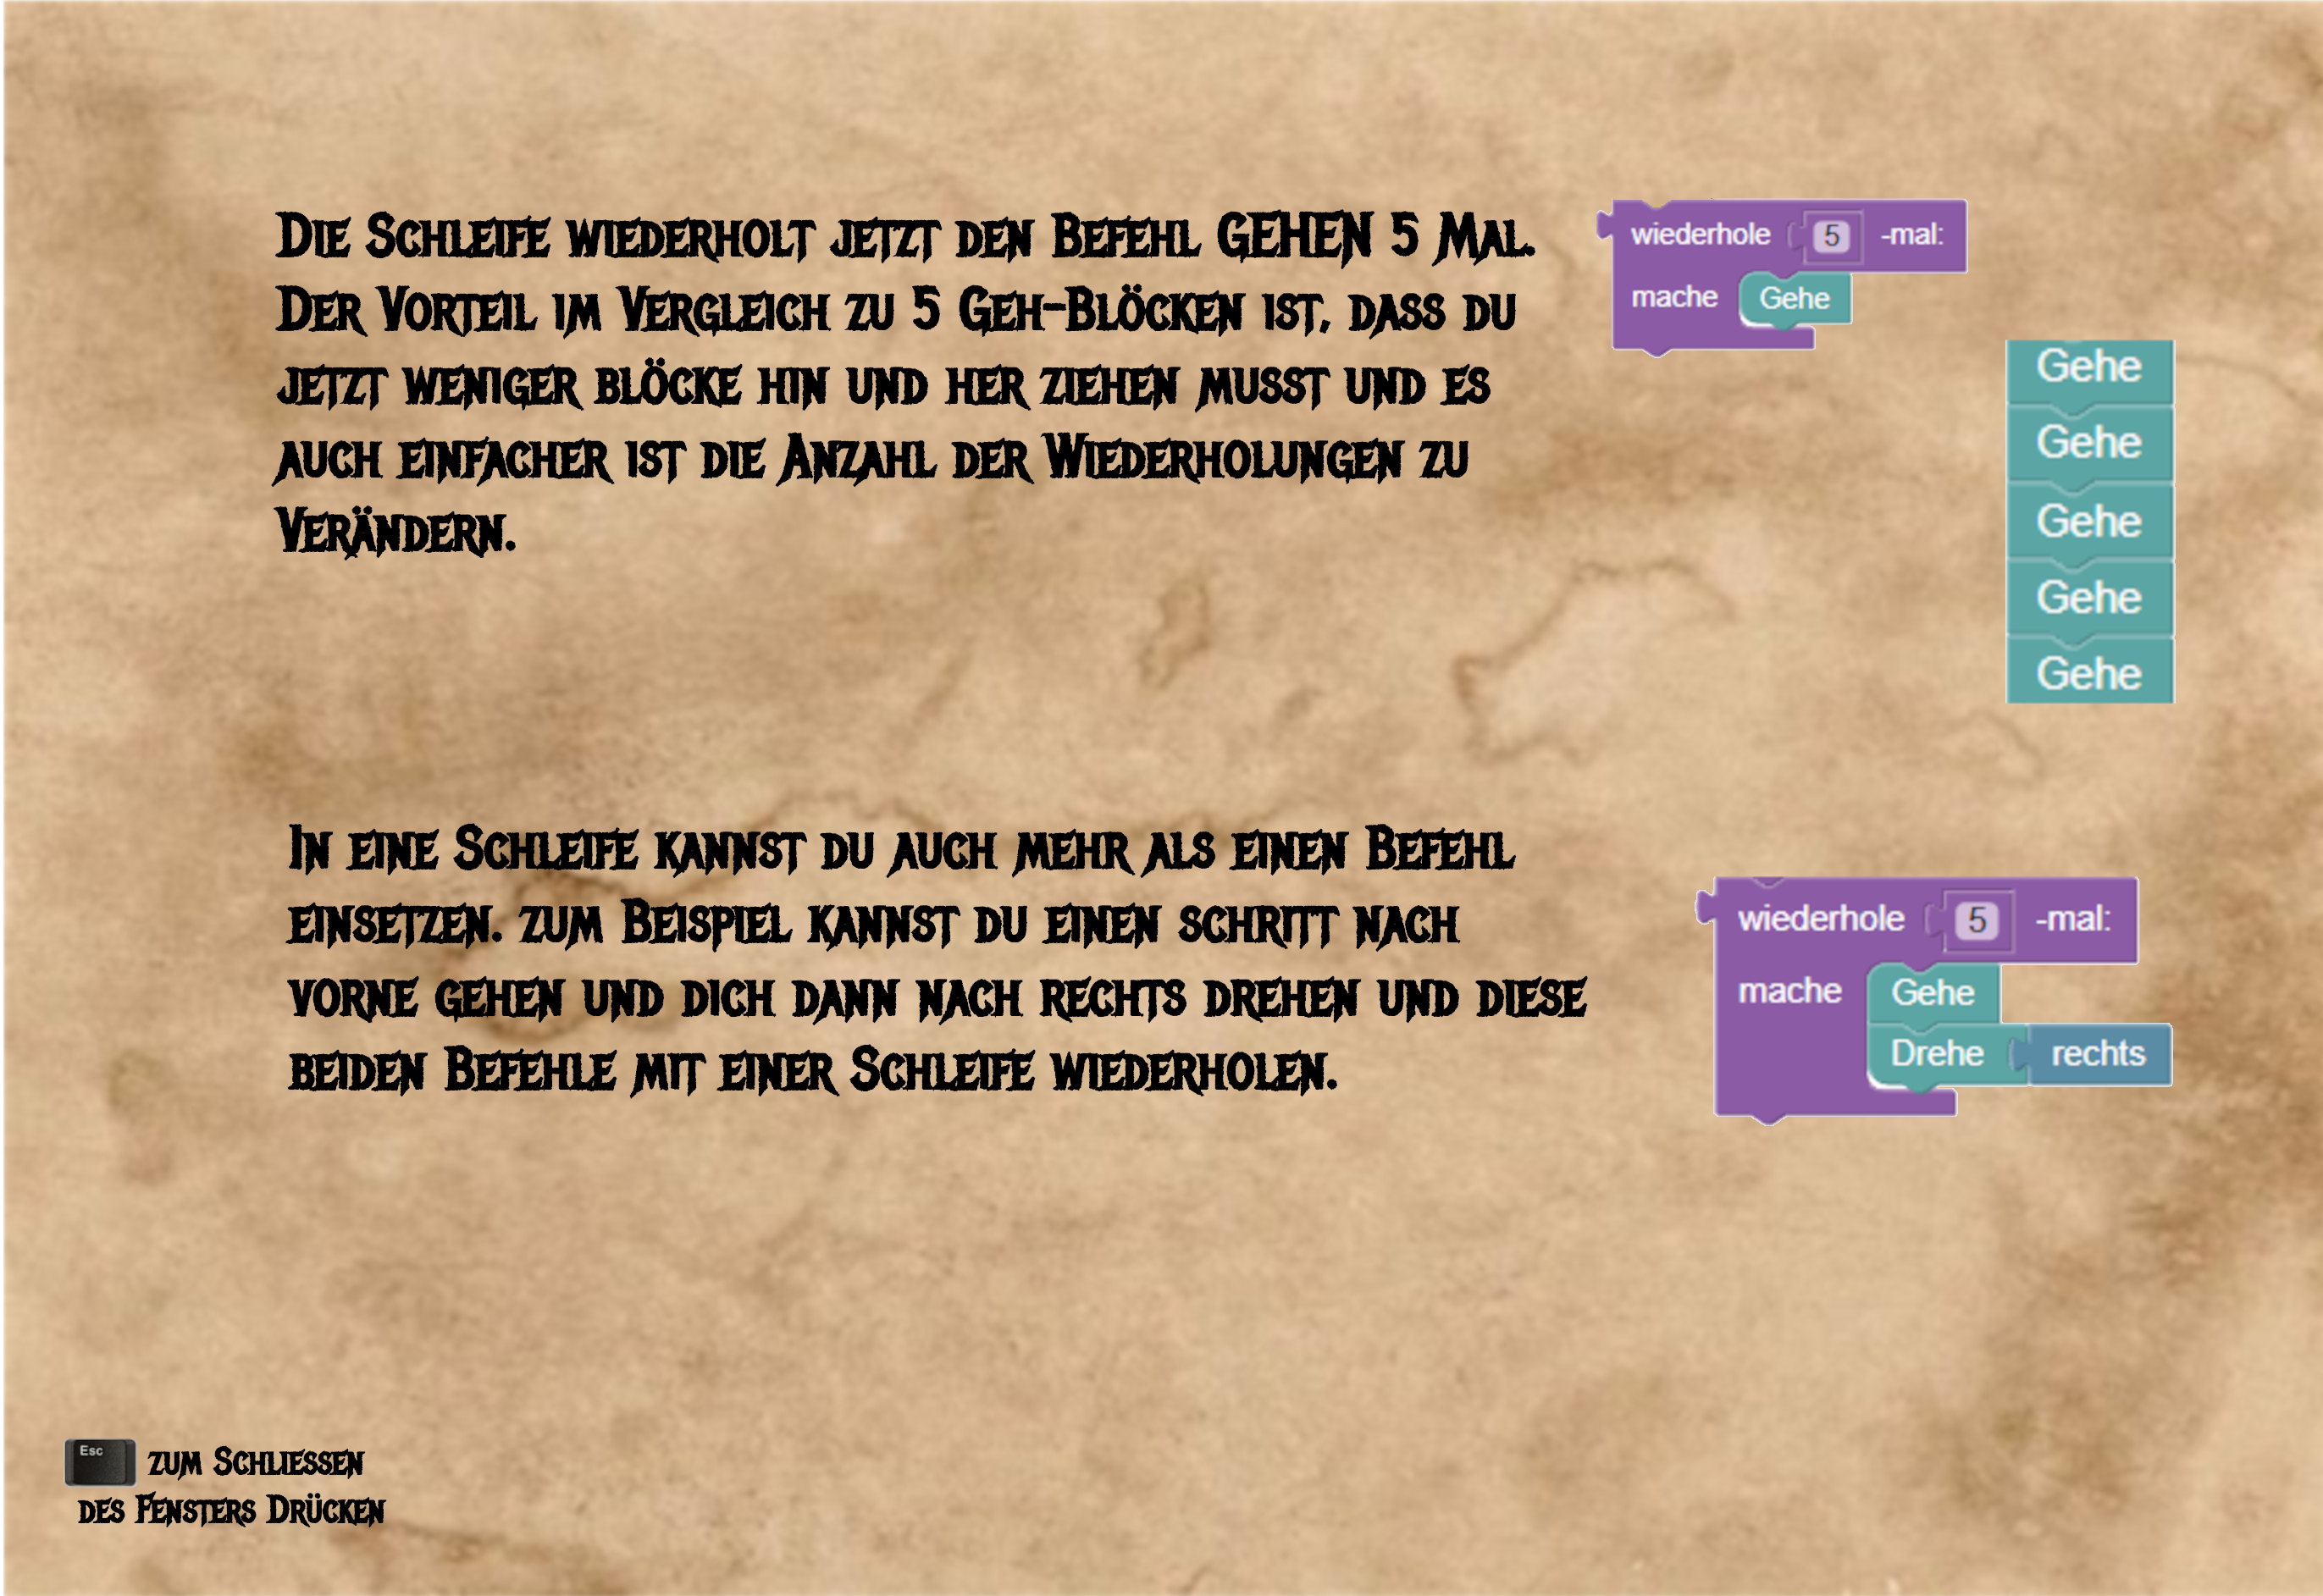 Die Schleife wiederholt jetzt den Befehl GEHEN 5 Mal.
Der Vorteil im Vergleich zu 5 Geh-Blöcken ist, dass du
jetzt weniger blöcke hin und her ziehen musst und es
auch einfacher ist die Anzahl der Wiederholungen zu
Verändern.
wiederhole 5 -mal:
mache Gehe
Gehe
Gehe
Gehe
Gehe
Gehe
In eine Schleife kannst du auch mehr als einen Befehl
einsetzen. zum Beispiel kannst du einen schritt nach
vorne gehen und dich dann nach rechts drehen und diese
beiden Befehle mit einer Schleife wiederholen.
wiederhole 5 -mal:
mache Gehe
Drehe rechts
Esc zum Schliessen
des Fensters Drücken